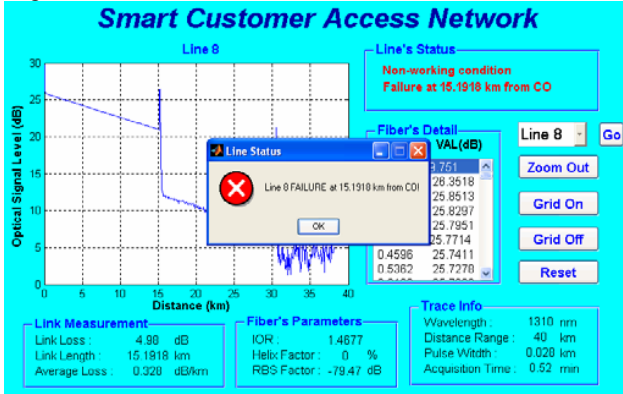 Smart Customer Access Network
Line 8
Optical Signal Level (dB)
30
25
20
15
10
5
0
0 5 10 15 20 25 30 35 40
Distance (km)
Line's Status
Non-working condition
Failure at 15.1918 km from CO
Fiber's Detail
VAL(dB)
9.751
28.3518
25.8513
25.8297
25.7951
25.7714
0.4596 25.7411
0.5362 25.7278
Line Status
Line 8 FAILURE at 15.1918 km from CO!
OK
Line 8
Go
Zoom Out
Grid On
Grid Off
Reset
Link Measurement
Link Loss : 4.98 dB
Link Length : 15.1918 km
Average Loss : 0.328 dB/km
Fiber's Parameters
IOR : 1.4677
Helix Factor : 0 %
RBS Factor : -79.47 dB
Trace Info
Wavelength : 1310 nm
Distance Range : 40 km
Pulse Witdth : 0.028 km
Acquisition Time : 0.52 min